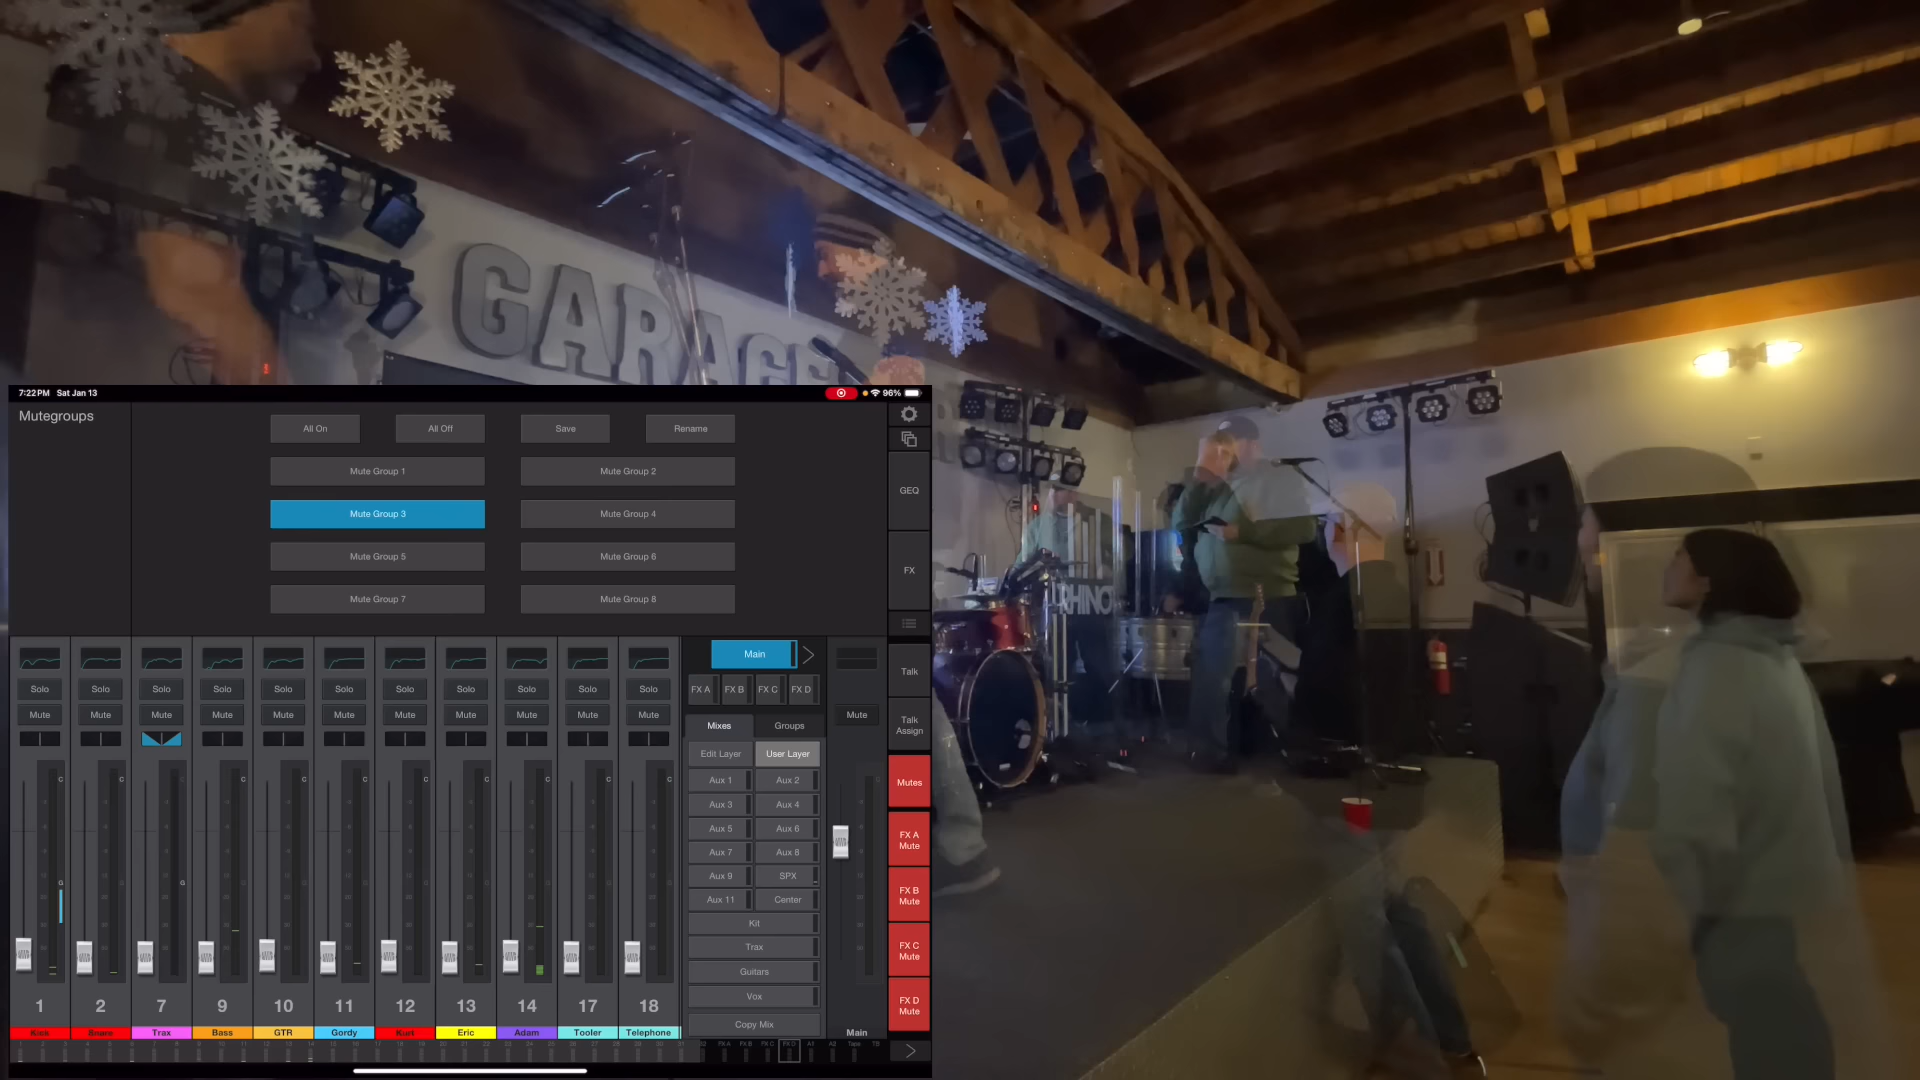 GARAGE
7:22 PM Sat Jan 13
96%
Mutegroups
All On
All Off
Save
Rename
Mute Group 1
Mute Group 2
Mute Group 3
Mute Group 4
Mute Group 5
Mute Group 6
Mute Group 7
Mute Group 8
GEQ
FX
Talk
Talk
Assign
Mutes
FX A
Mute
FX B
Mute
FX C
Mute
FX D
Mute
Solo Solo Solo Solo Solo Solo Solo Solo Solo Solo Solo
Mute Mute Mute Mute Mute Mute Mute Mute Mute Mute Mute
1 2 7 9 10 11 12 13 14 17 18
Kick Snare Trax Bass GTR Gordy Kurt Eric Adam Tooler Telephone
Main
FX A FX B FX C FX D
Mixes Groups
Edit Layer User Layer
Aux 1 Aux 2
Aux 3 Aux 4
Aux 5 Aux 6
Aux 7 Aux 8
Aux 9 SPX
Aux 11 Center
Kit
Trax
Guitars
Vox
Copy Mix
Mute
Main
RHINO